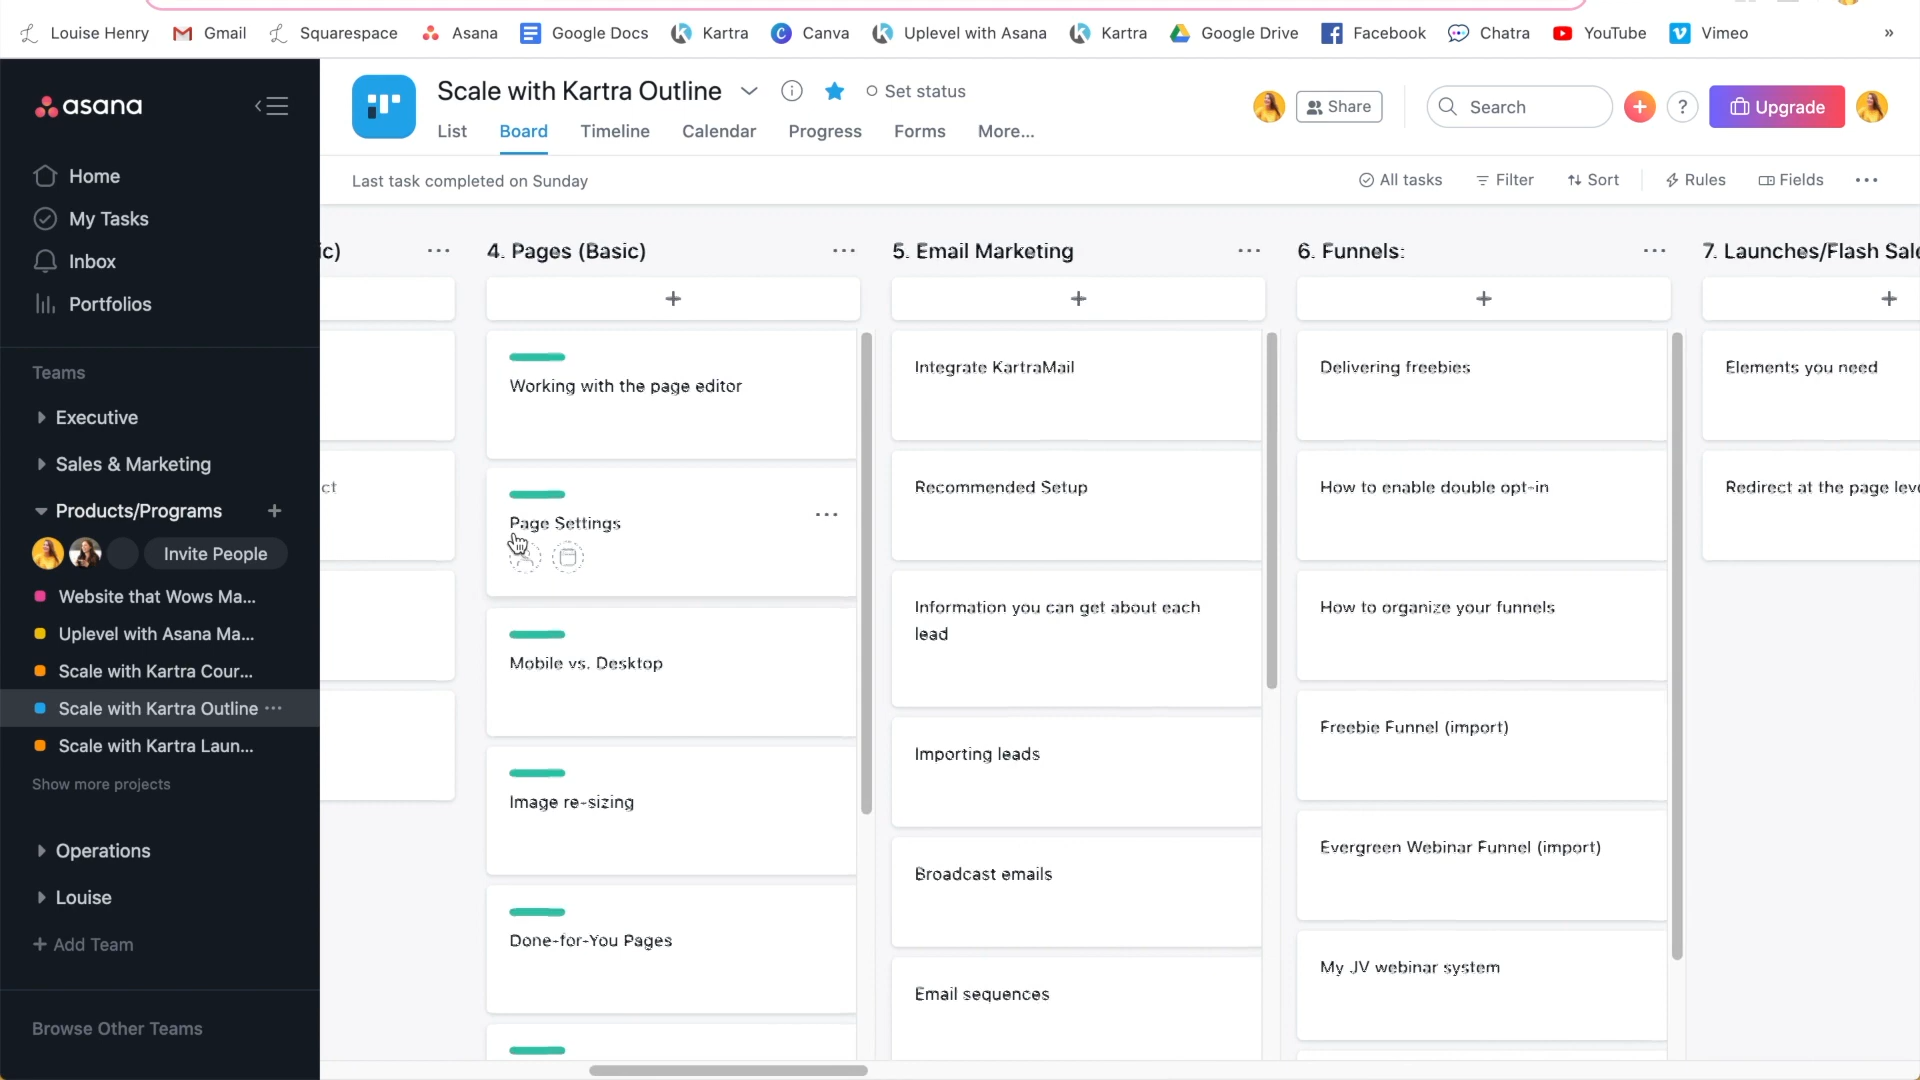 Louise Henry
Gmail
Squarespace
Asana
Google Docs
Kartra
Canva
Uplevel with Asana
Kartra
Google Drive
Facebook
Chatra
YouTube
Vimeo
»
asana
Home
My Tasks
Inbox
Portfolios
Teams
Executive
Sales & Marketing
Products/Programs
Invite People
Website that Wows Ma...
Uplevel with Asana Ma...
Scale with Kartra Cour...
Scale with Kartra Outline
Scale with Kartra Laun...
Show more projects
Operations
Louise
+ Add Team
Browse Other Teams
Scale with Kartra Outline
Set status
Share
Search
?
Upgrade
List
Board
Timeline
Calendar
Progress
Forms
More...
Last task completed on Sunday
All tasks
Filter
Sort
Rules
Fields
ic)
ct
4. Pages (Basic)
Working with the page editor
Page Settings
Mobile vs. Desktop
Image re-sizing
Done-for-You Pages
5. Email Marketing
Integrate KartraMail
Recommended Setup
Information you can get about each
lead
Importing leads
Broadcast emails
Email sequences
6. Funnels:
Delivering freebies
How to enable double opt-in
How to organize your funnels
Freebie Funnel (import)
Evergreen Webinar Funnel (import)
My JV webinar system
7. Launches/Flash Sale
Elements you need
Redirect at the page leve